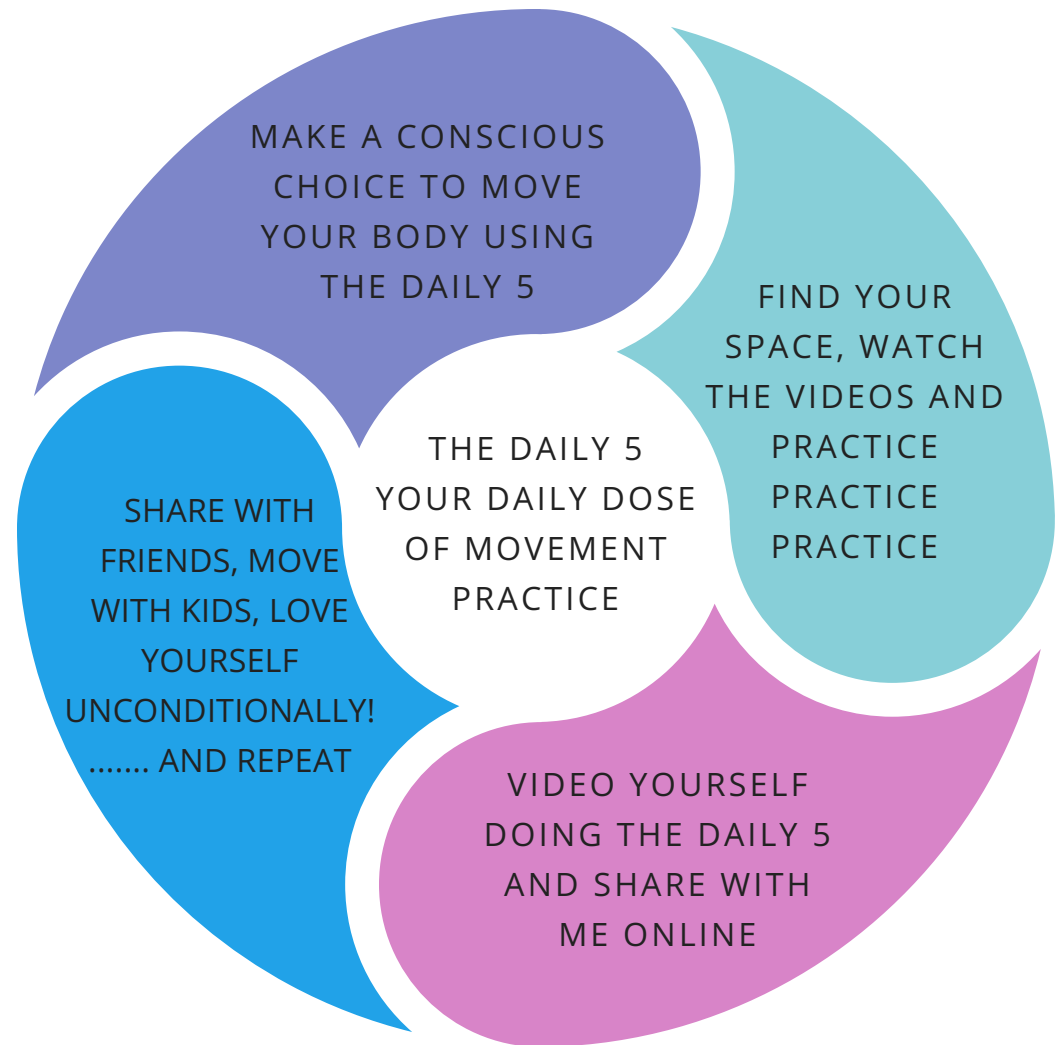 MAKE A CONSCIOUS
CHOICE TO MOVE
YOUR BODY USING
THE DAILY 5
FIND YOUR
SPACE, WATCH
THE VIDEOS AND
PRACTICE
PRACTICE
PRACTICE
THE DAILY 5
YOUR DAILY DOSE
OF MOVEMENT
PRACTICE
VIDEO YOURSELF
DOING THE DAILY 5
AND SHARE WITH
ME ONLINE
SHARE WITH
FRIENDS, MOVE
WITH KIDS, LOVE
YOURSELF
UNCONDITIONALLY!
....... AND REPEAT